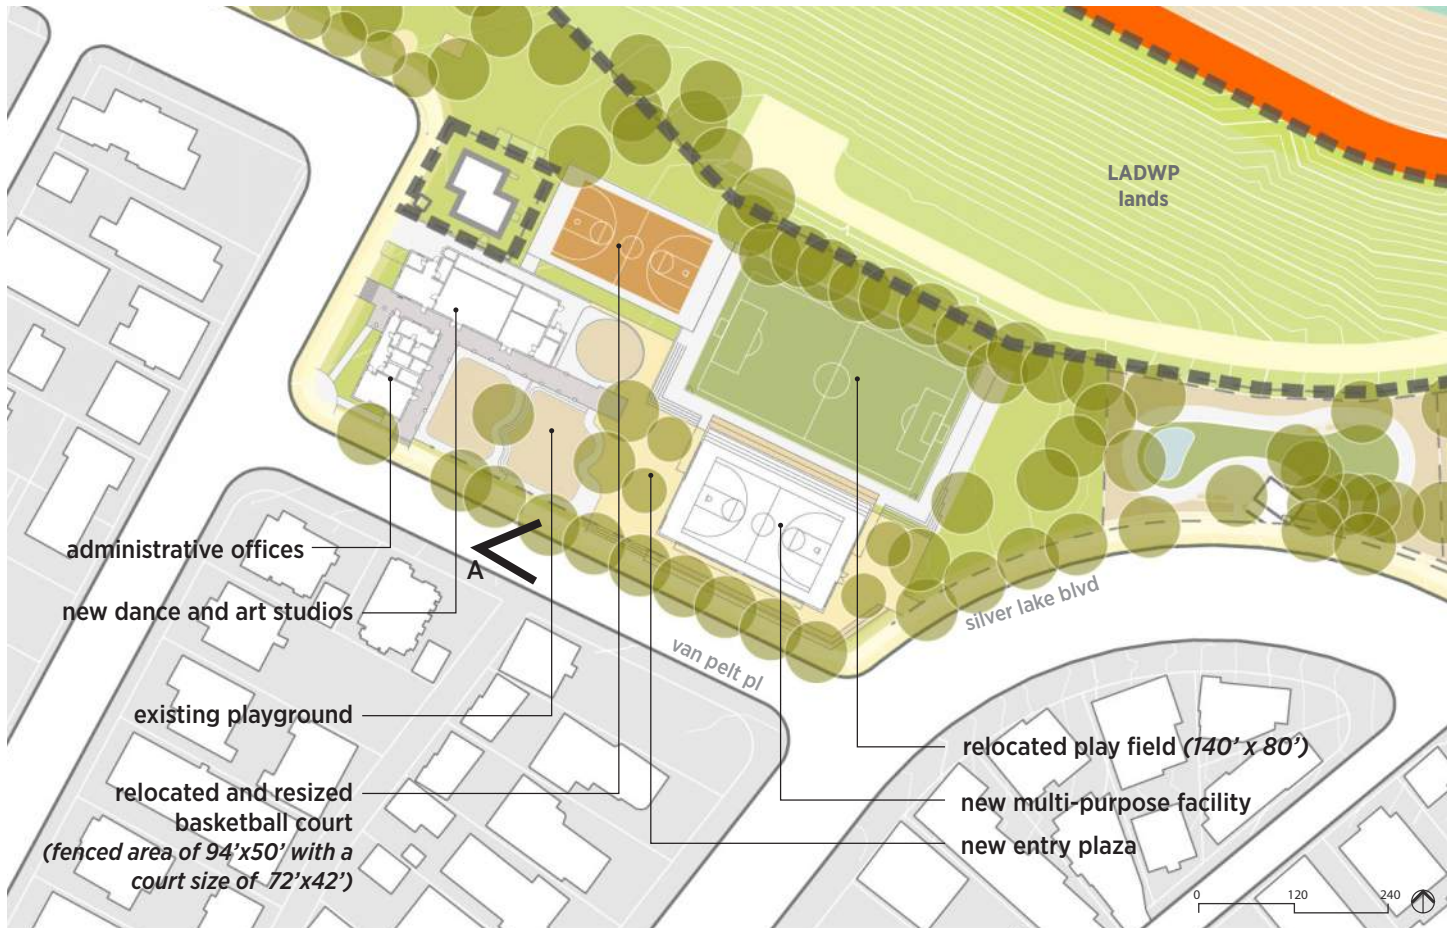 LADWP
lands
administrative offices
A
new dance and art studios
silver lake blvd
van pelt pl
existing playground
relocated play field (140’ x 80’)
relocated and resized
basketball court
(fenced area of 94’x50’ with a
court size of 72’x42’)
new multi-purpose facility
new entry plaza
0 120 240